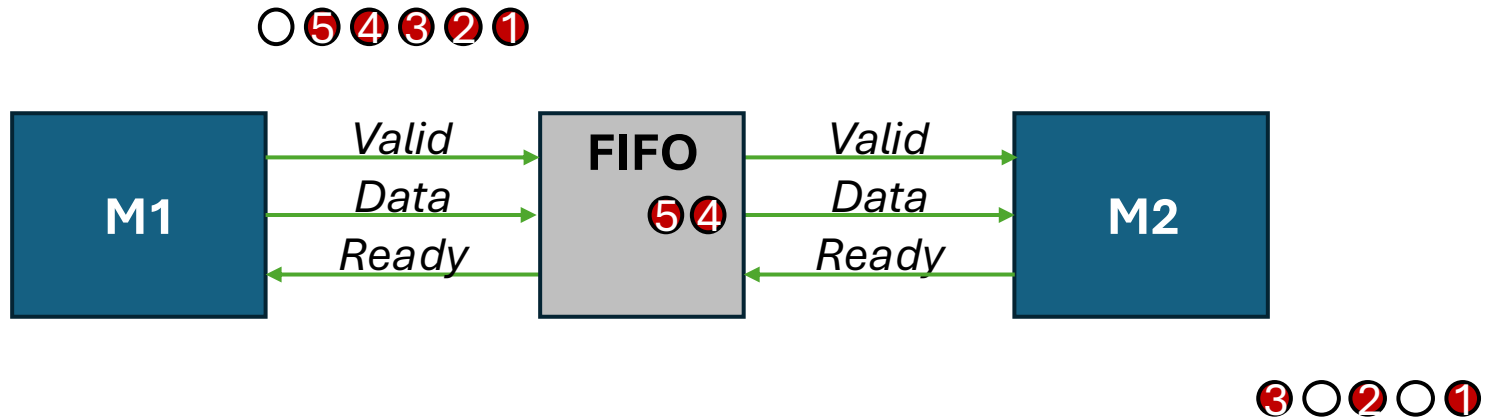 5 4 3 2 1
Valid
Data
Ready
M1
FIFO
5 4
Valid
Data
Ready
M2
3 2 1